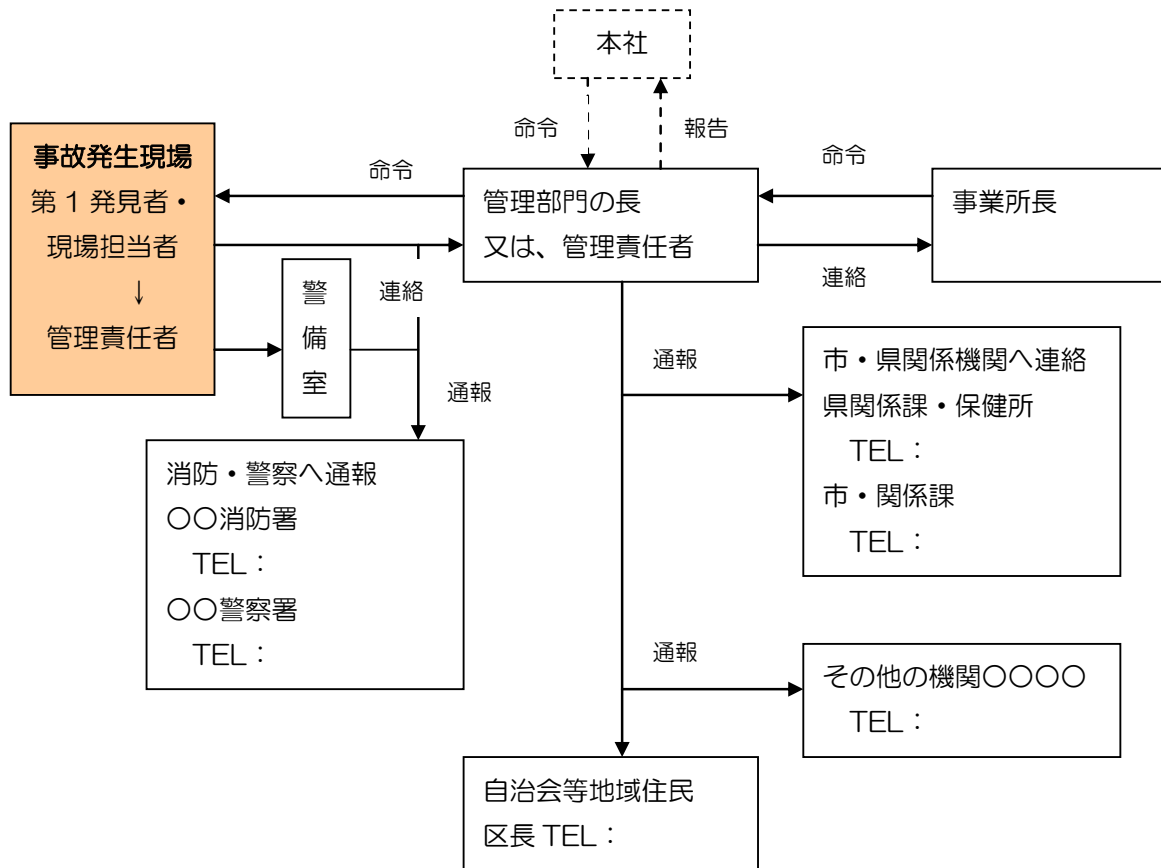 本社
命令
報告
事故発生現場
第1発見者・
現場担当者
↓
管理責任者
命令
管理部門の長
又は、管理責任者
命令
事業所長
連絡
警備室
連絡
通報
消防・警察へ通報
〇〇消防署
TEL：
〇〇警察署
TEL：
通報
市・県関係機関へ連絡
県関係課・保健所
TEL：
市・関係課
TEL：
通報
その他の機関〇〇〇〇
TEL：
自治会等地域住民
区長 TEL：